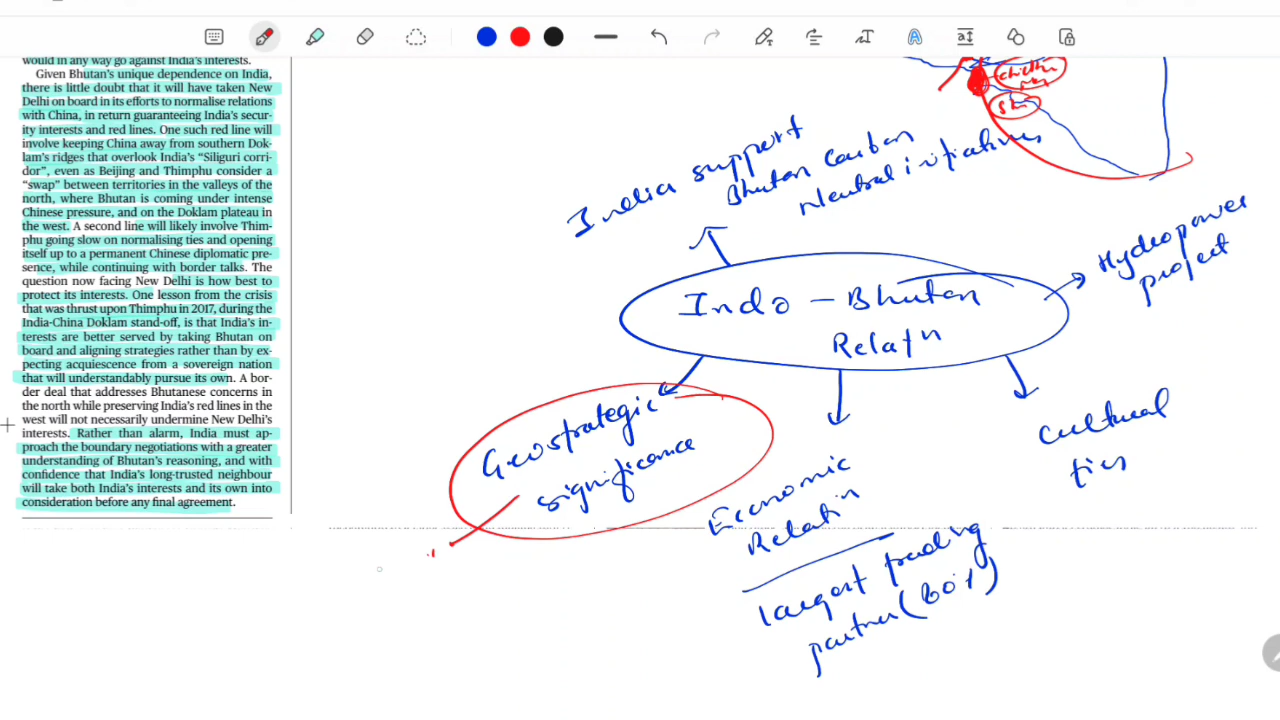 would in any way go against India's interests.
Given Bhutan's unique dependence on India,
there is little doubt that it will have taken New
Delhi on board in its efforts to normalise relations
with China, in return guaranteeing India's secur-
ity interests and red lines. One such red line will
involve keeping China away from southern Dok-
lam's ridges that overlook India's “Siliguri corri-
dor”, even as Beijing and Thimphu consider a
“swap” between territories in the valleys of the
north, where Bhutan is coming under intense
Chinese pressure, and on the Doklam plateau in
the west. A second line will likely involve Thim-
phu going slow on normalising ties and opening
itself up to a permanent Chinese diplomatic pre-
sence, while continuing with border talks. The
question now facing New Delhi is how best to
protect its interests. One lesson from the crisis
that was thrust upon Thimphu in 2017, during the
India-China Doklam stand-off, is that India's in-
terests are better served by taking Bhutan on
board and aligning strategies rather than by ex-
pecting acquiescence from a sovereign nation
that will understandably pursue its own. A bor-
der deal that addresses Bhutanese concerns in
the north while preserving India's red lines in the
west will not necessarily undermine New Delhi's
interests. Rather than alarm, India must ap-
proach the boundary negotiations with a greater
understanding of Bhutan's reasoning, and with
confidence that India's long-trusted neighbour
will take both India's interests and its own into
consideration before any final agreement.
India support
Bhutan Carbon
Neutral initiatives
Hydropower
project
Indo - Bhutan
Relatn
Geostrategic
significance
Economic
Relatin
largest trading
partner (80%)
Cultural
ties